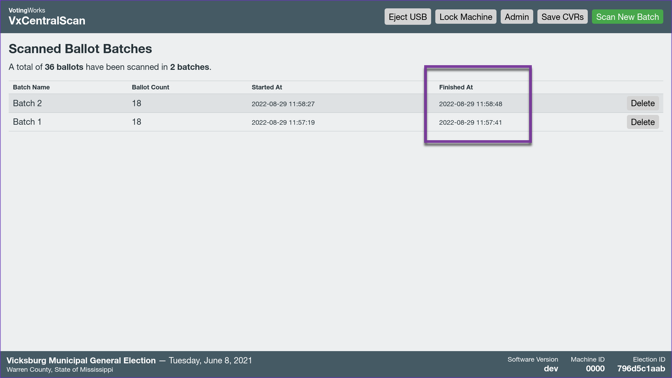 VotingWorks
VxCentralScan
Eject USB
Lock Machine
Admin
Save CVRs
Scan New Batch
Scanned Ballot Batches
A total of 36 ballots have been scanned in 2 batches.
Batch Name Ballot Count Started At Finished At
Batch 2 18 2022-08-29 11:58:27 2022-08-29 11:58:48 Delete
Batch 1 18 2022-08-29 11:57:19 2022-08-29 11:57:41 Delete
Vicksburg Municipal General Election — Tuesday, June 8, 2021
Warren County, State of Mississippi
Software Version
dev
Machine ID
0000
Election ID
796d5c1aab